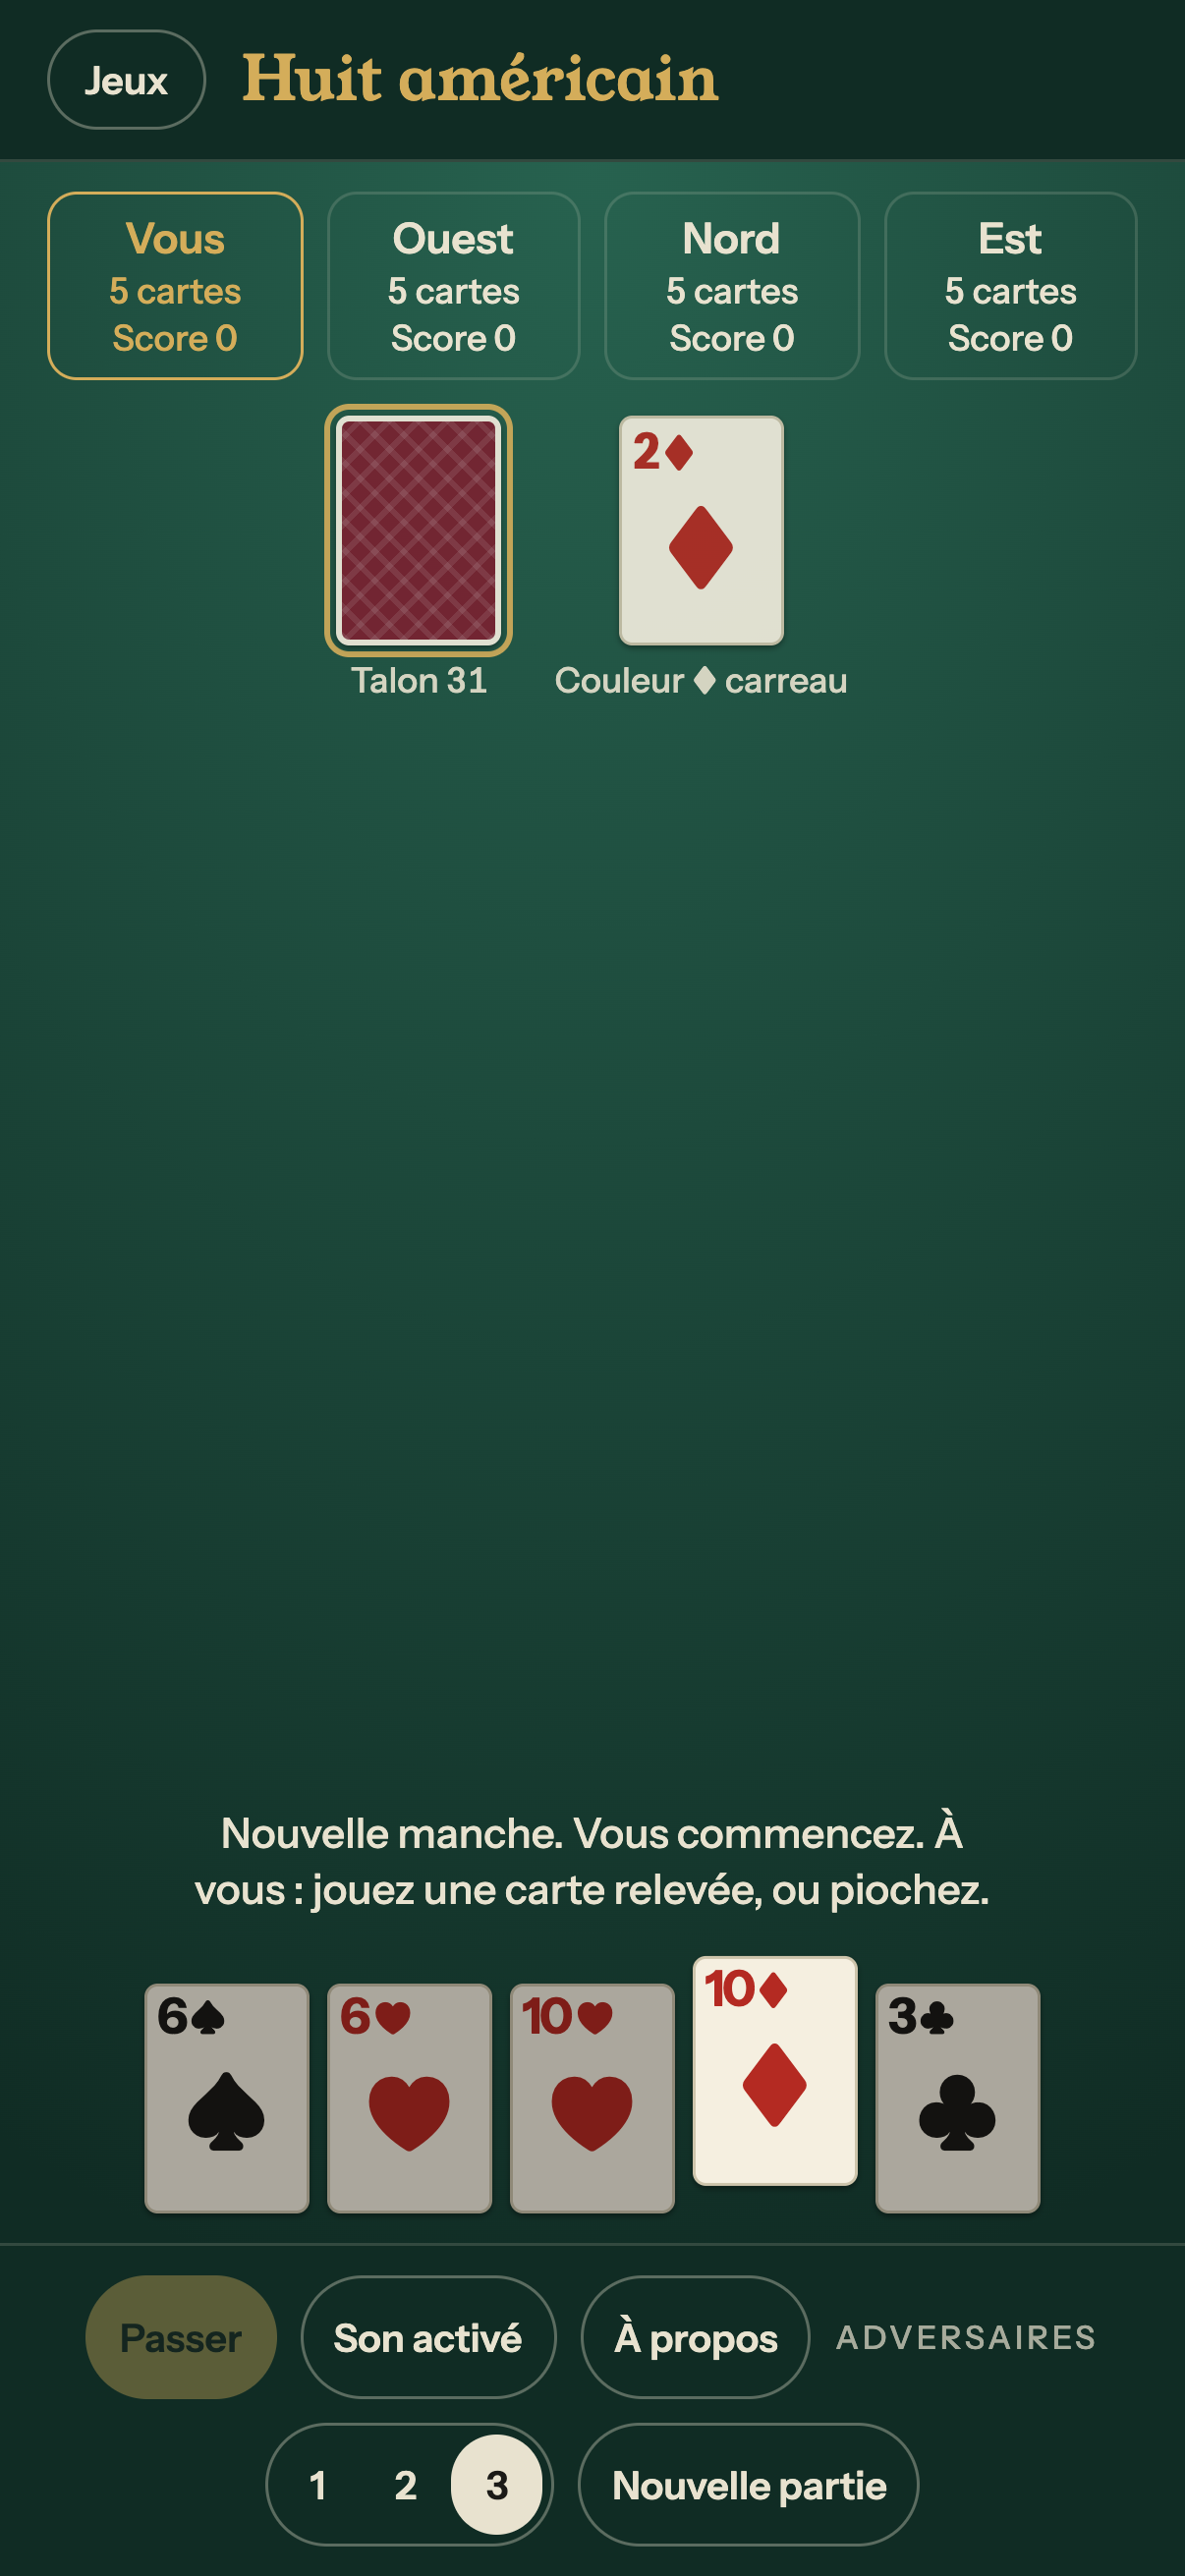 Jeux
Huit américain
Vous
5 cartes
Score 0
Ouest
5 cartes
Score 0
Nord
5 cartes
Score 0
Est
5 cartes
Score 0
2♦
Talon 31
Couleur ♦ carreau
Nouvelle manche. Vous commencez. À
vous : jouez une carte relevée, ou piochez.
6♠
6♥
10♥
10♦
3♣
Passer
Son activé
À propos
ADVERSAIRES
1 2 3
Nouvelle partie